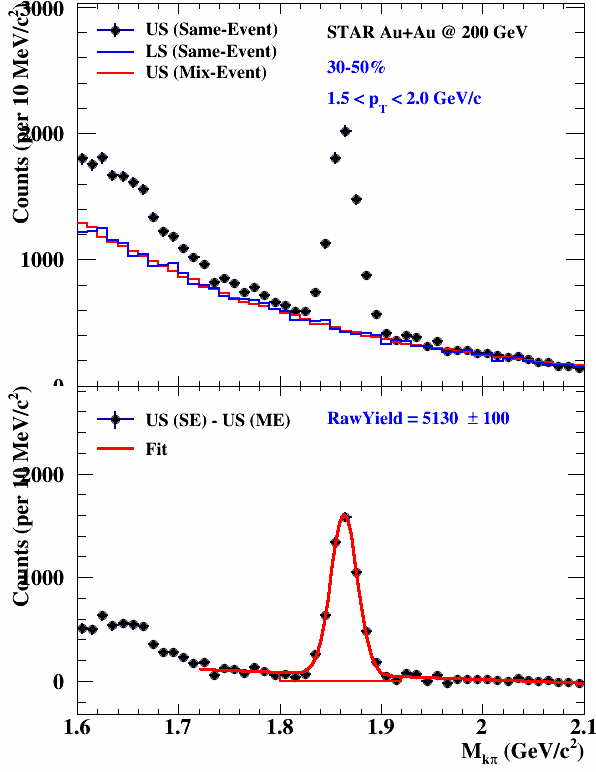 3000
US (Same-Event)
LS (Same-Event)
US (Mix-Event)
STAR Au+Au @ 200 GeV
30-50%
1.5 < p_T < 2.0 GeV/c
Counts (per 10 MeV/c²)
2000
1000
0
US (SE) - US (ME)
Fit
RawYield = 5130 ± 100
Counts (per 10 MeV/c²)
2000
1000
0
1.6 1.7 1.8 1.9 2 2.1
M_kπ (GeV/c²)